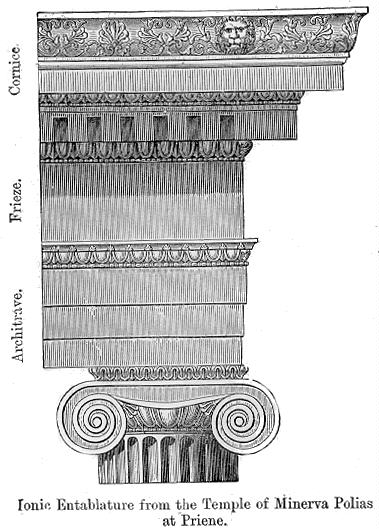 Cornice.
Frieze.
Architrave.
Ionic Entablature from the Temple of Minerva Polias
at Priene.